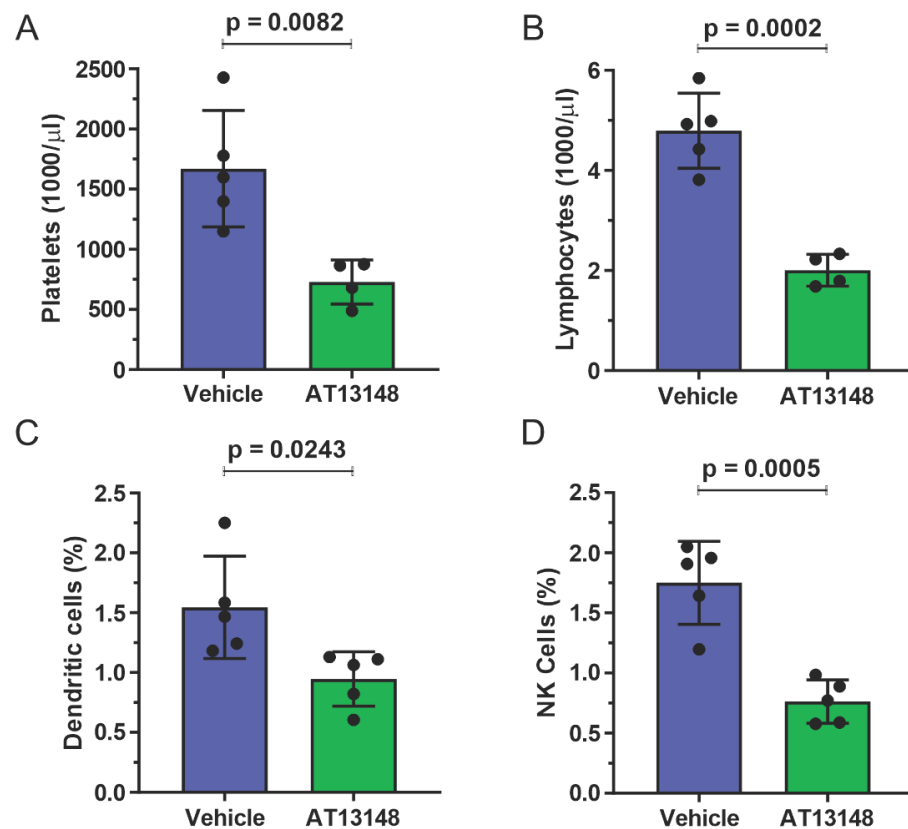 A
p = 0.0082
Platelets (1000/μl)
2500
2000
1500
1000
500
0
Vehicle
AT13148
B
p = 0.0002
Lymphocytes (1000/μl)
6
4
2
0
Vehicle
AT13148
C
p = 0.0243
Dendritic cells (%)
2.5
2.0
1.5
1.0
0.5
0.0
Vehicle
AT13148
D
p = 0.0005
NK Cells (%)
2.5
2.0
1.5
1.0
0.5
0.0
Vehicle
AT13148